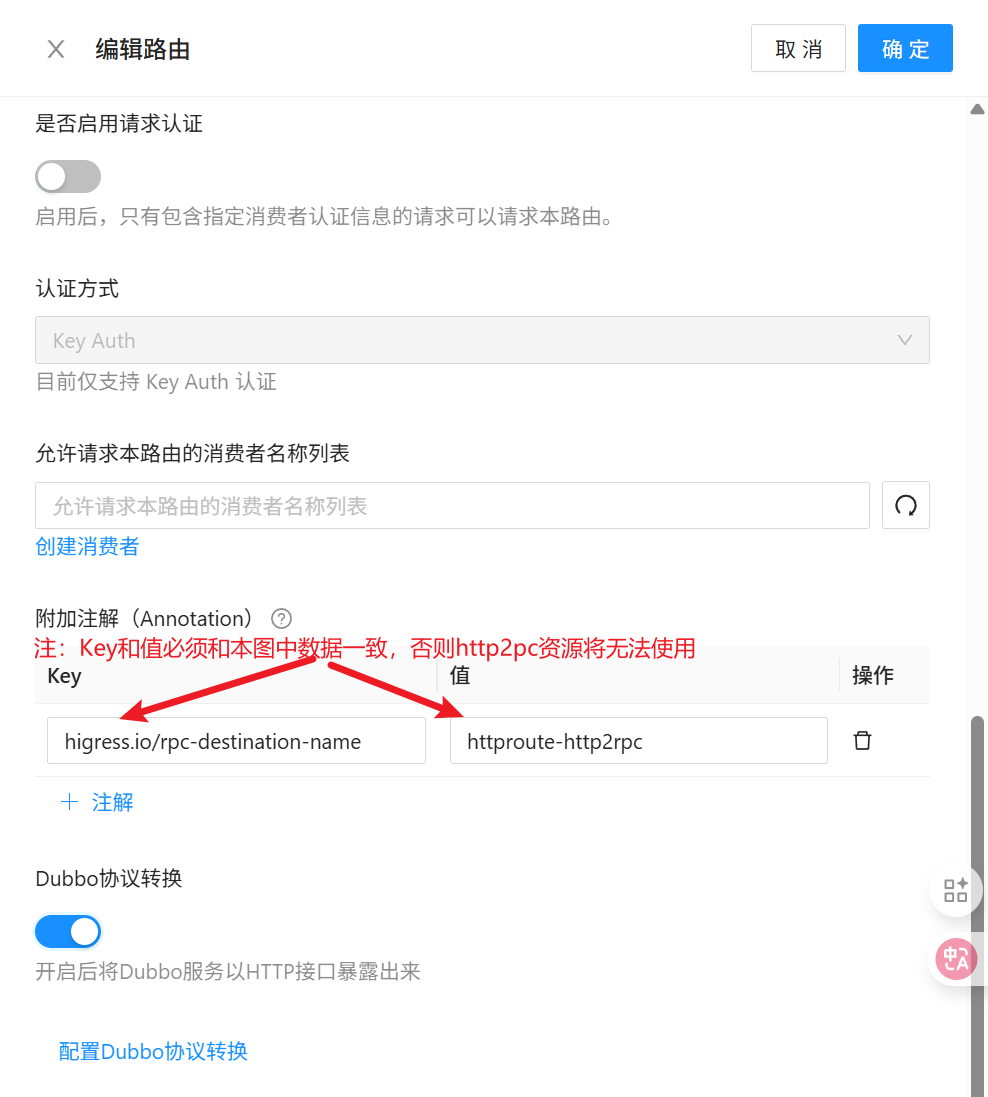 编辑路由
取 消
确 定
是否启用请求认证
启用后，只有包含指定消费者认证信息的请求可以请求本路由。
认证方式
Key Auth
目前仅支持 Key Auth 认证
允许请求本路由的消费者名称列表
允许请求本路由的消费者名称列表
创建消费者
附加注解（Annotation）
注：Key和值必须和本图中数据一致，否则http2pc资源将无法使用
Key
值
操作
higress.io/rpc-destination-name
httproute-http2rpc
注解
Dubbo协议转换
开启后将Dubbo服务以HTTP接口暴露出来
配置Dubbo协议转换
中A